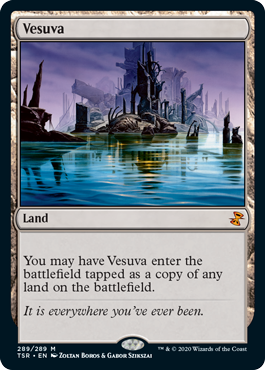 Vesuva
Land
You may have Vesuva enter the
battlefield tapped as a copy of any
land on the battlefield.
It is everywhere you've ever been.
289/289 M
TSR • EN Zoltan Boros & Gabor Szikszai
™ & © 2020 Wizards of the Coast